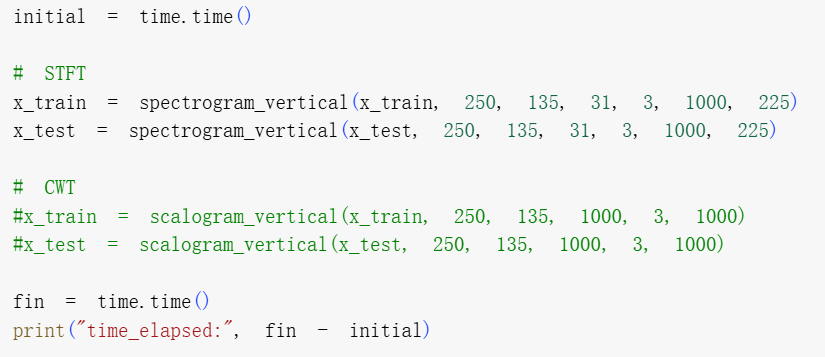 initial = time.time()
# STFT
x_train = spectrogram_vertical(x_train, 250, 135, 31, 3, 1000, 225)
x_test = spectrogram_vertical(x_test, 250, 135, 31, 3, 1000, 225)
# CWT
#x_train = scalogram_vertical(x_train, 250, 135, 1000, 3, 1000)
#x_test = scalogram_vertical(x_test, 250, 135, 1000, 3, 1000)
fin = time.time()
print("time_elapsed:", fin - initial)